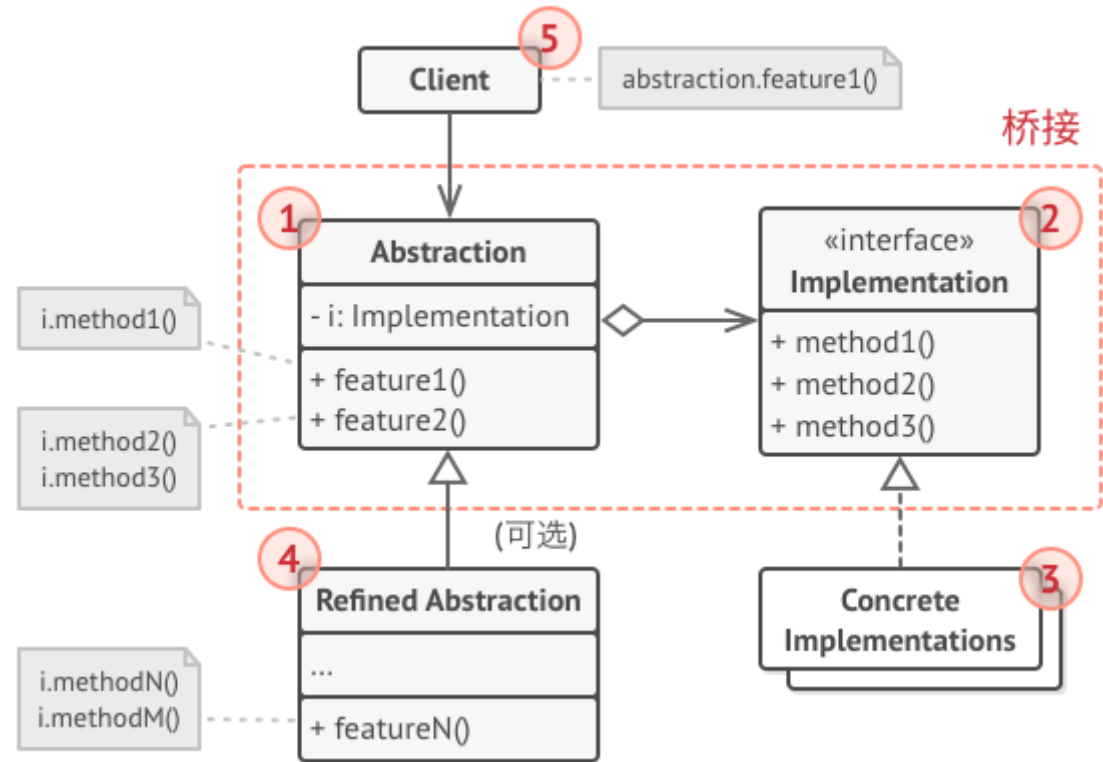 5
Client
abstraction.feature1()
桥接
1
Abstraction
- i: Implementation
+ feature1()
+ feature2()
i.method1()
i.method2()
i.method3()
2
«interface»
Implementation
+ method1()
+ method2()
+ method3()
(可选)
4
Refined Abstraction
...
+ featureN()
i.methodN()
i.methodM()
3
Concrete
Implementations